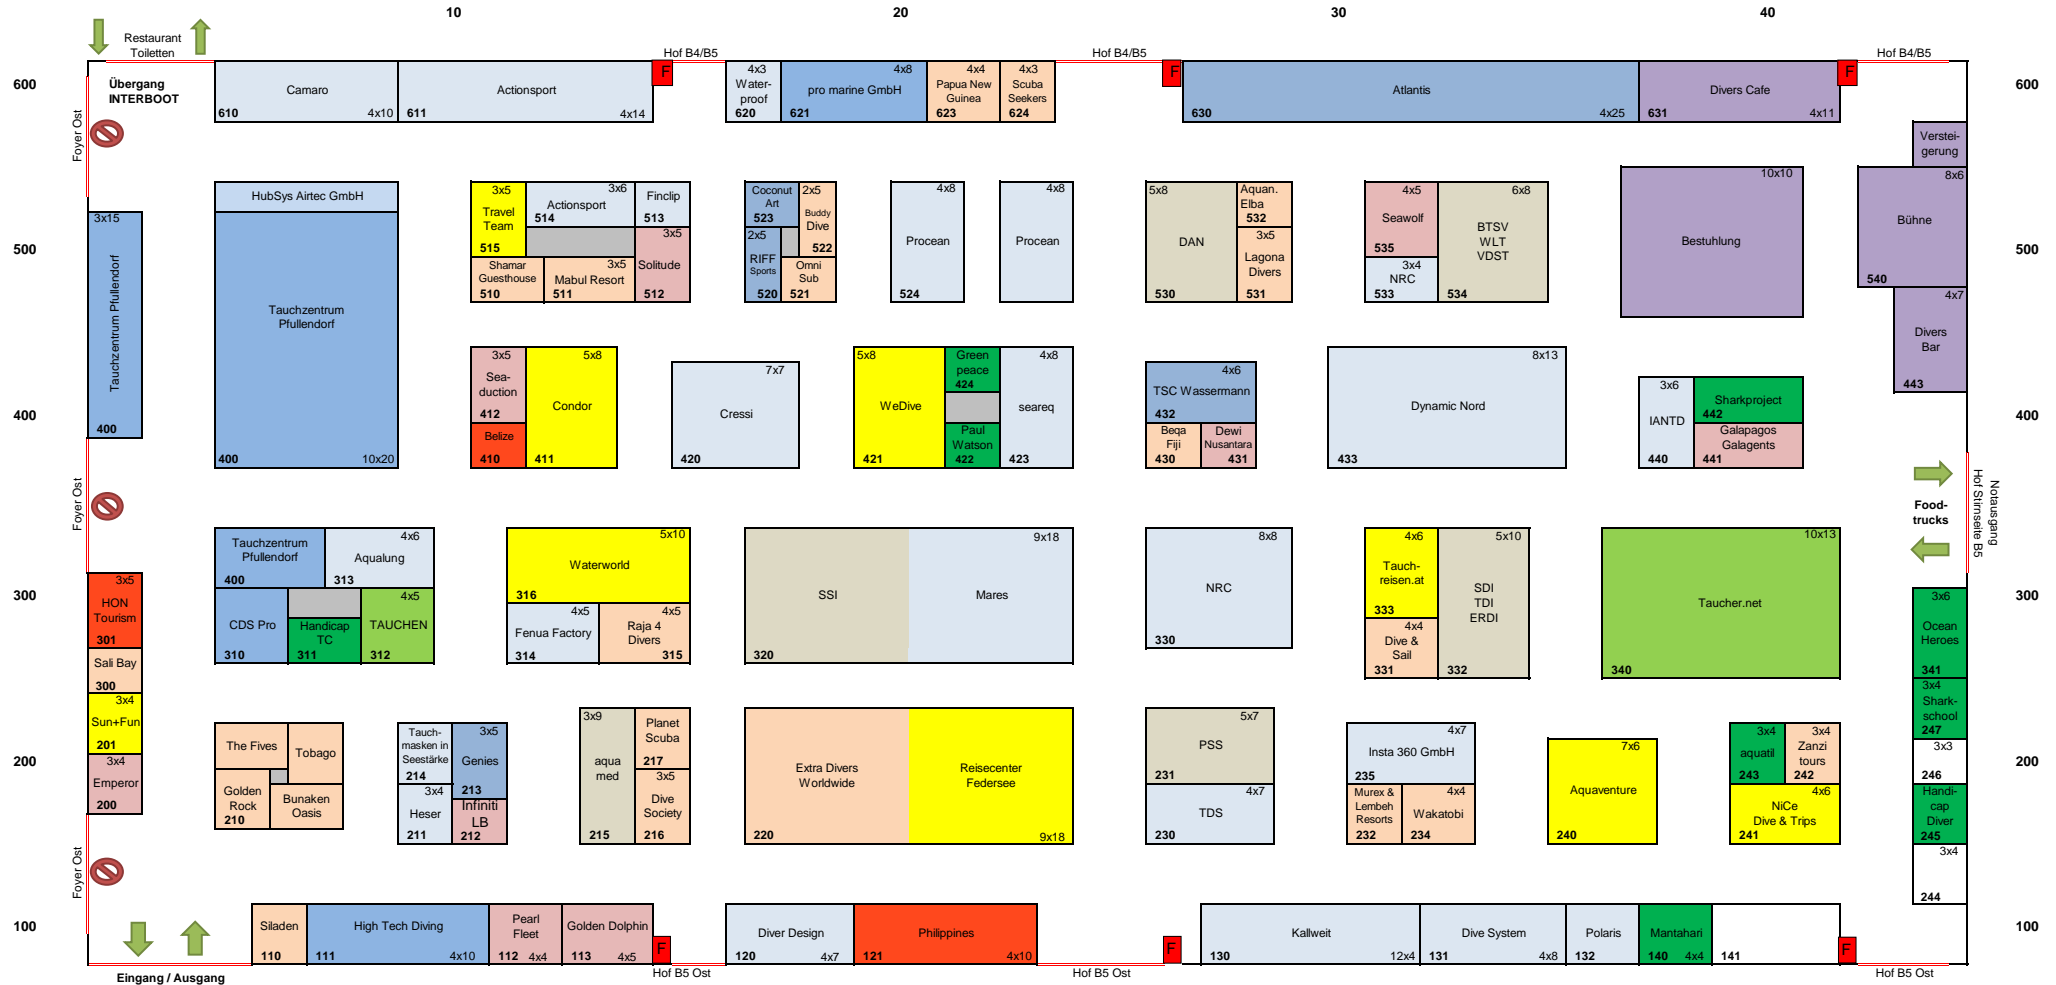 10 20 30 40
Restaurant
Toiletten
Hof B4/B5
Hof B4/B5
Hof B4/B5
600
Übergang
INTERBOOT
Foyer Ost
Camaro
610 4x10
Actionsport
611 4x14
F
4x3
Water-
proof
620
4x8
pro marine GmbH
621
4x4
Papua New
Guinea
623
4x3
Scuba
Seekers
624
F
Atlantis
630 4x25
Divers Cafe
631 4x11
F
600
Verstei-
gerung
500
3x15
Tauchzentrum Pfullendorf
400
HubSys Airtec GmbH
Tauchzentrum
Pfullendorf
400 10x20
3x5
Travel
Team
515
3x6
Actionsport
514
Finclip
513
Shamar
Guesthouse
510
3x5
Mabul Resort
511
3x5
Solitude
512
Coconut
Art
523
2x5
Buddy
Dive
522
2x5
RIFF
Sports
520
Omni
Sub
521
4x8
Procean
524
4x8
Procean
5x8
DAN
530
Aquan.
Elba
532
3x5
Lagona
Divers
531
4x5
Seawolf
535
3x4
NRC
533
6x8
BTSV
WLT
VDST
534
10x10
Bestuhlung
8x6
Bühne
540
500
4x7
Divers
Bar
443
400
3x5
Sea-
duction
412
Belize
410
5x8
Condor
411
7x7
Cressi
420
5x8
WeDive
421
Green
peace
424
Paul
Watson
422
4x8
seareq
423
4x6
TSC Wassermann
432
Beqa
Fiji
430
Dewi
Nusantara
431
8x13
Dynamic Nord
433
3x6
IANTD
440
Sharkproject
442
Galapagos
Galagents
441
400
Foyer Ost
Food-
trucks
Notausgang
Hof Stirnseite B5
300
3x5
HON
Tourism
301
Sali Bay
300
Tauchzentrum
Pfullendorf
400
4x6
Aqualung
313
CDS Pro
310
Handicap
TC
311
4x5
TAUCHEN
312
5x10
Waterworld
316
4x5
Fenua Factory
314
4x5
Raja 4
Divers
315
SSI
320
9x18
Mares
8x8
NRC
330
4x6
Tauch-
reisen.at
333
4x4
Dive &
Sail
331
5x10
SDI
TDI
ERDI
332
10x13
Taucher.net
340
3x6
Ocean
Heroes
341
300
3x4
Shark-
school
247
200
3x4
Sun+Fun
201
3x4
Emperor
200
The Fives
Tobago
Golden
Rock
210
Bunaken
Oasis
Tauch-
masken in
Seestärke
214
3x5
Genies
213
3x4
Heser
211
Infiniti
LB
212
3x9
aqua
med
215
Planet
Scuba
217
3x5
Dive
Society
216
Extra Divers
Worldwide
220
Reisecenter
Federsee
9x18
5x7
PSS
231
4x7
TDS
230
4x7
Insta 360 GmbH
235
Murex &
Lembeh
Resorts
232
4x4
Wakatobi
234
7x6
Aquaventure
240
3x4
aquatil
243
3x4
Zanzi
tours
242
4x6
NiCe
Dive & Trips
241
3x3
246
Handi-
cap
Diver
245
3x4
244
200
Foyer Ost
100
Eingang / Ausgang
Siladen
110
High Tech Diving
111 4x10
Pearl
Fleet
112 4x4
Golden Dolphin
113 4x5
F
Hof B5 Ost
Diver Design
120 4x7
Philippines
121 4x10
Hof B5 Ost
F
Kallweit
130 12x4
Dive System
131 4x8
Polaris
132
Mantahari
140 4x4
141
F
Hof B5 Ost
100